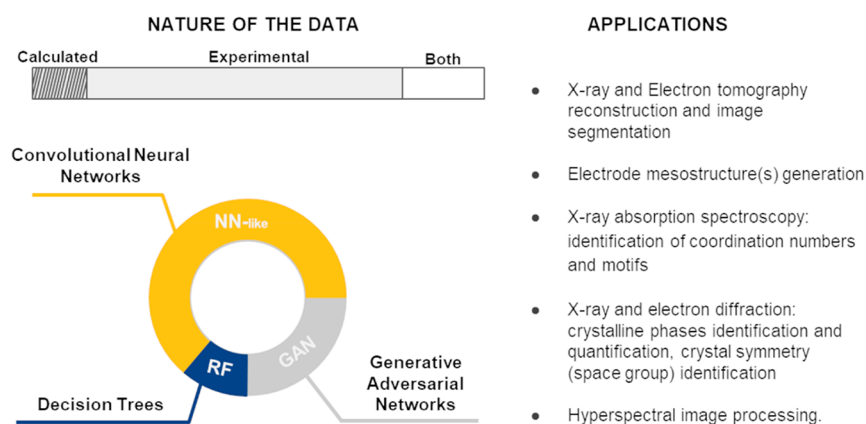 NATURE OF THE DATA
Calculated
Experimental
Both
Convolutional Neural
Networks
NN-like
RF
GAN
Decision Trees
Generative
Adversarial
Networks
APPLICATIONS
● X-ray and Electron tomography
reconstruction and image
segmentation
● Electrode mesostructure(s) generation
● X-ray absorption spectroscopy:
identification of coordination numbers
and motifs
● X-ray and electron diffraction:
crystalline phases identification and
quantification, crystal symmetry
(space group) identification
● Hyperspectral image processing.